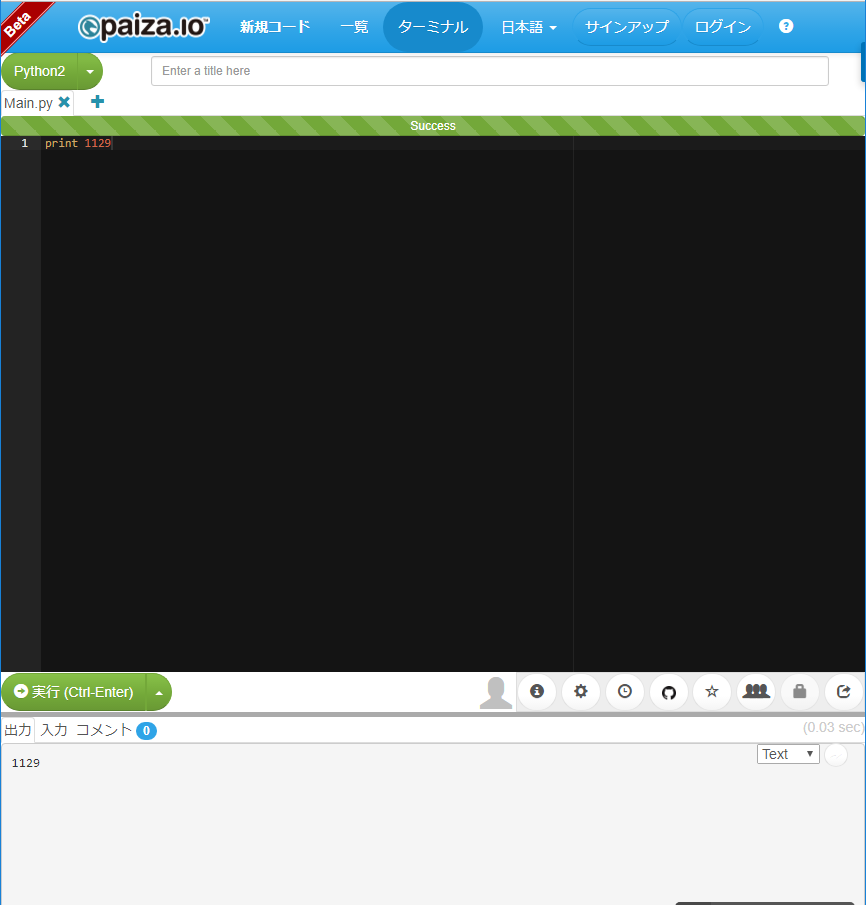 Beta paiza.IO 新規コード 一覧 ターミナル 日本語 サインアップ ログイン ?
Python2 Enter a title here
Main.py
Success
1 print 1129
実行 (Ctrl-Enter)
出力 入力 コメント 0 (0.03 sec)
Text
1129